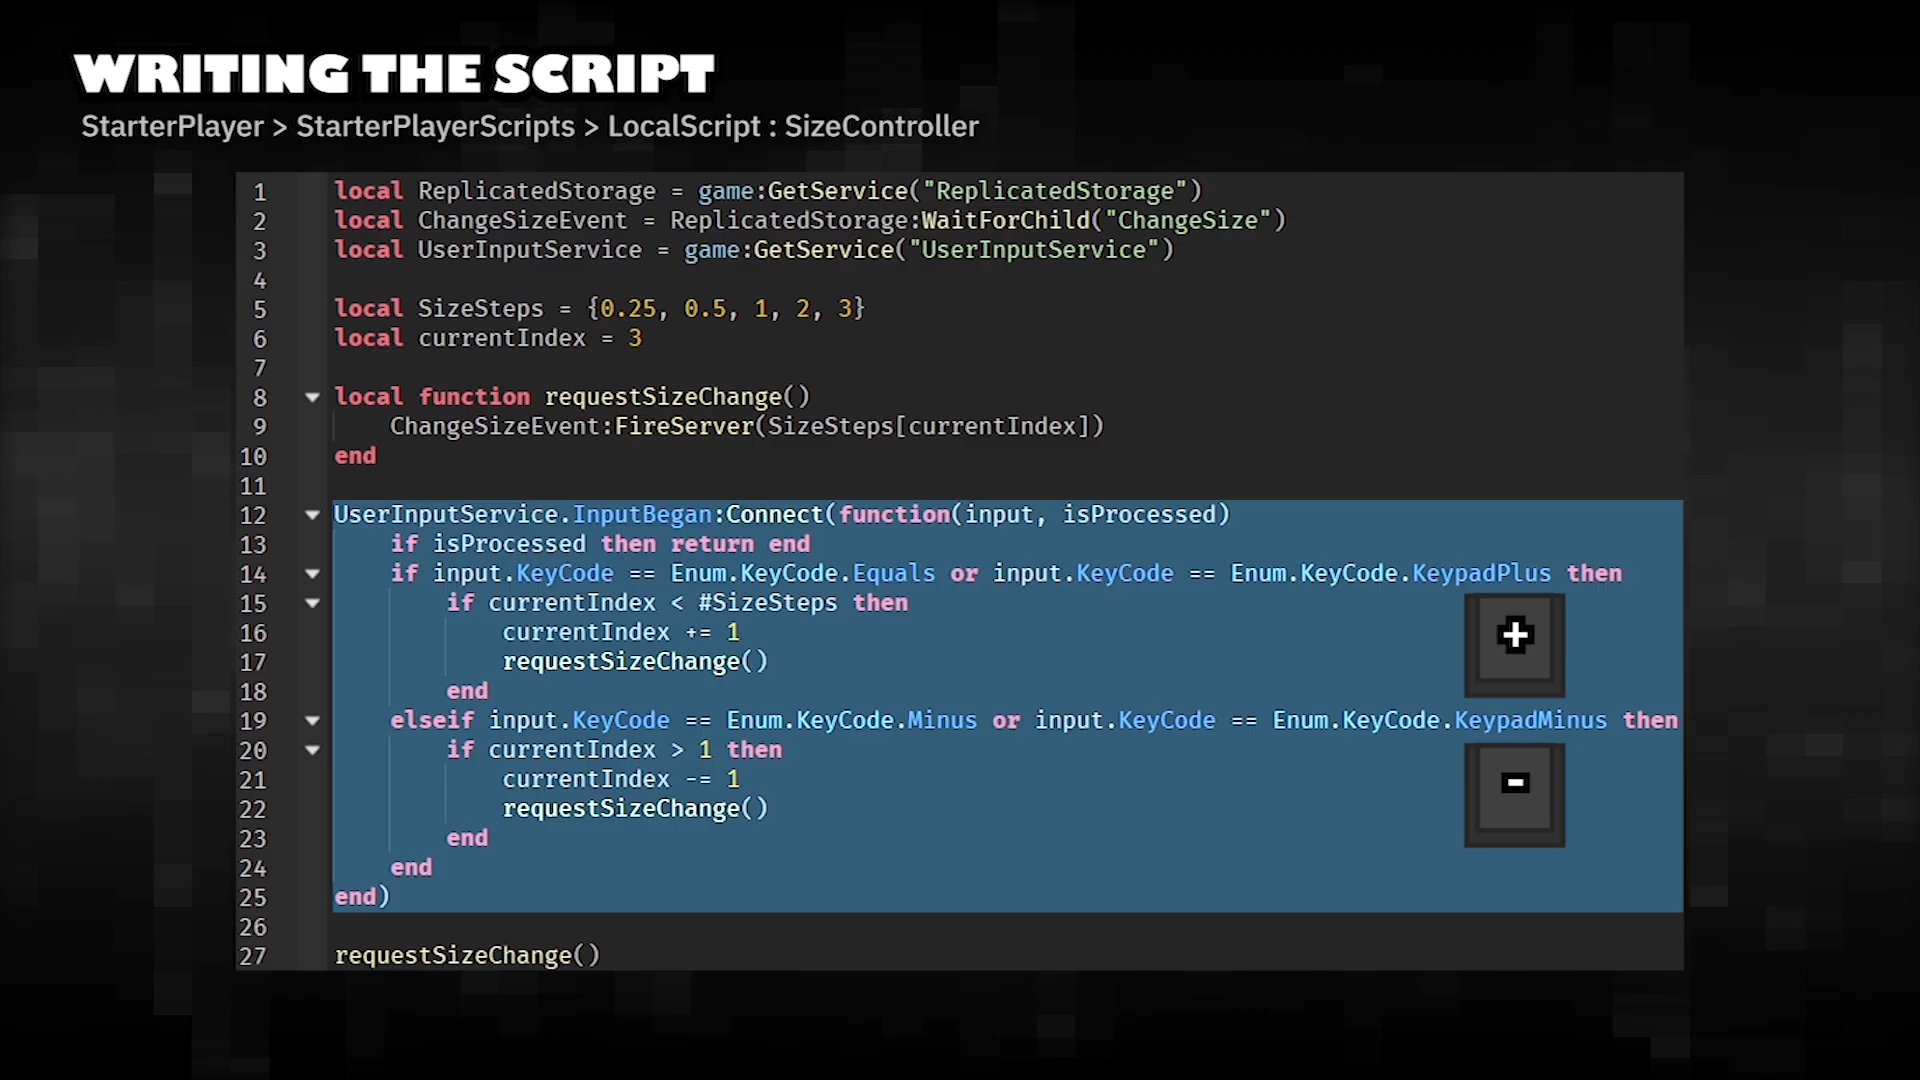 WRITING THE SCRIPT
StarterPlayer > StarterPlayerScripts > LocalScript : SizeController
1 local ReplicatedStorage = game:GetService("ReplicatedStorage")
2 local ChangeSizeEvent = ReplicatedStorage:WaitForChild("ChangeSize")
3 local UserInputService = game:GetService("UserInputService")
4
5 local SizeSteps = {0.25, 0.5, 1, 2, 3}
6 local currentIndex = 3
7
8 local function requestSizeChange()
9     ChangeSizeEvent:FireServer(SizeSteps[currentIndex])
10 end
11
12 UserInputService.InputBegan:Connect(function(input, isProcessed)
13     if isProcessed then return end
14     if input.KeyCode == Enum.KeyCode.Equals or input.KeyCode == Enum.KeyCode.KeypadPlus then
15         if currentIndex < #SizeSteps then
16             currentIndex += 1
17             requestSizeChange()
18         end
19     elseif input.KeyCode == Enum.KeyCode.Minus or input.KeyCode == Enum.KeyCode.KeypadMinus then
20         if currentIndex > 1 then
21             currentIndex -= 1
22             requestSizeChange()
23         end
24     end
25 end)
26
27 requestSizeChange()
+
-